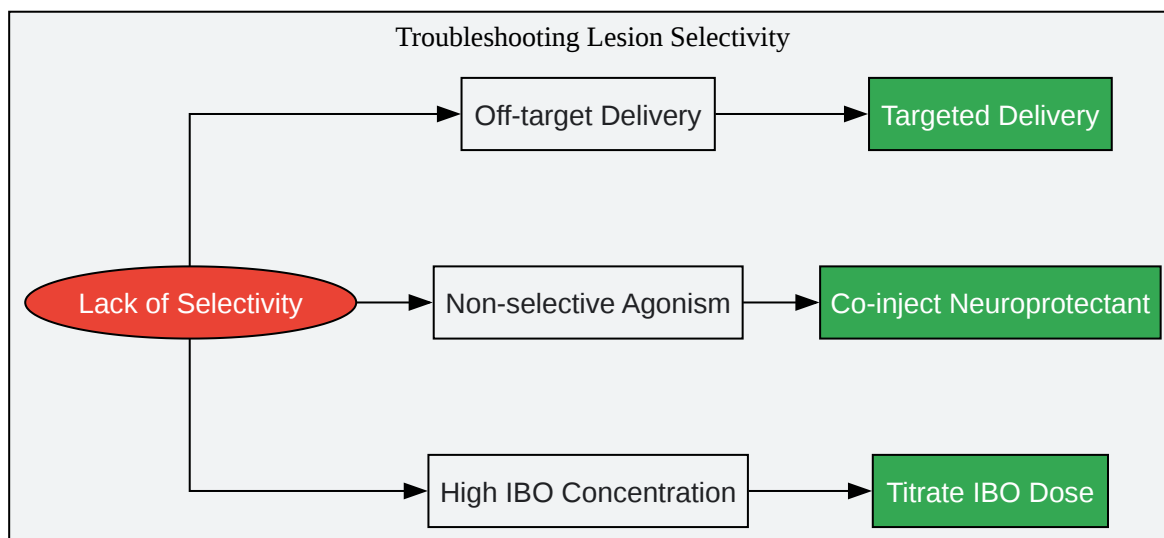 Troubleshooting Lesion Selectivity
Off-target Delivery
Targeted Delivery
Lack of Selectivity
Non-selective Agonism
Co-inject Neuroprotectant
High IBO Concentration
Titrate IBO Dose